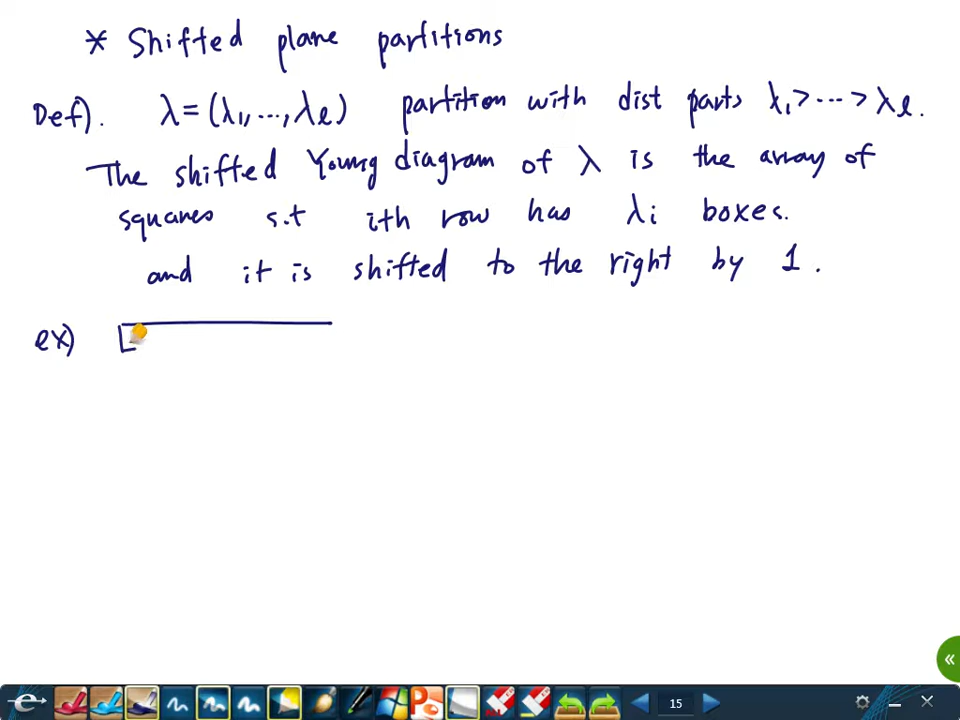 * Shifted plane partitions
Def). λ=(λ1,...,λℓ) partition with dist parts λ1>...>λℓ.
The shifted Young diagram of λ is the array of
squares s.t ith row has λi boxes.
and it is shifted to the right by 1.
ex)
15